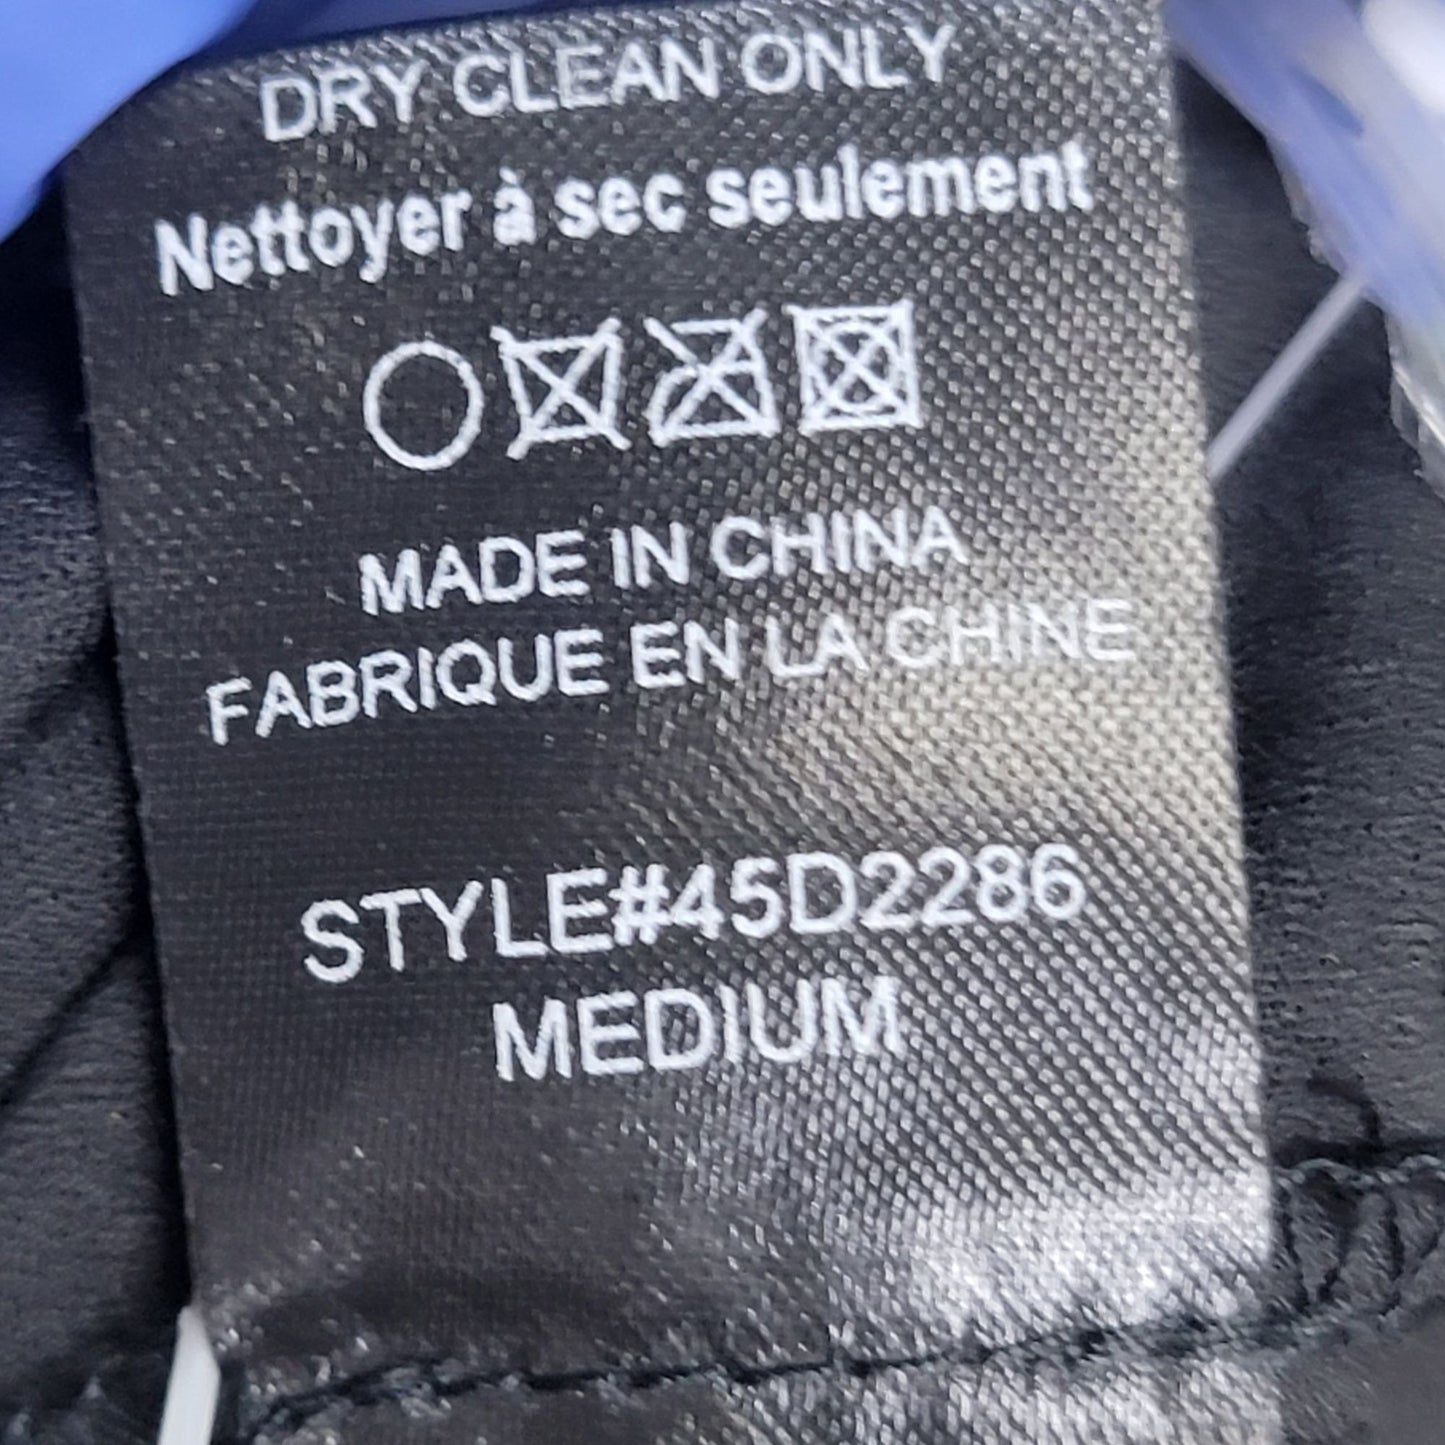 DRY CLEAN ONLY
Nettoyer à sec seulement
MADE IN CHINA
FABRIQUE EN LA CHINE
STYLE#45D2286
MEDIUM